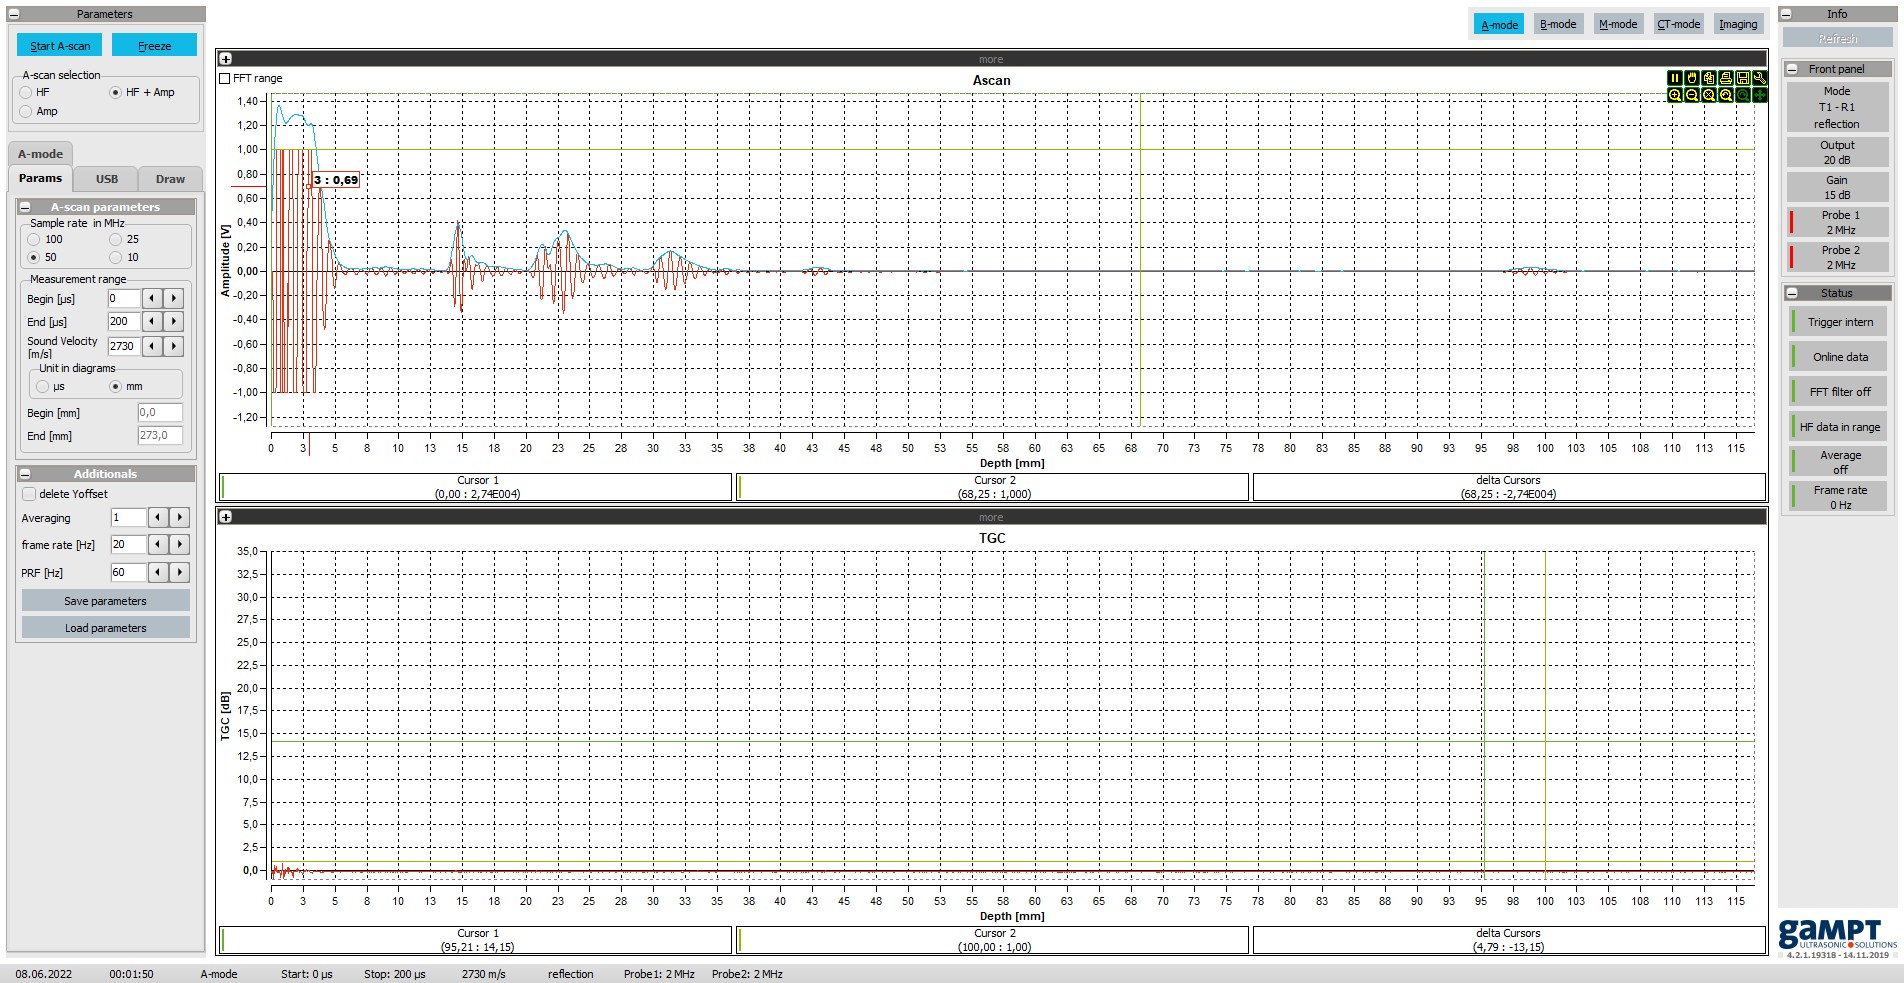 Parameters
Start A-scan
Freeze
A-scan selection
HF
HF + Amp
Amp
A-mode
Params
USB
Draw
A-scan parameters
Sample rate in MHz
100
25
50
10
Measurement range
Begin [µs]
0
End [µs]
200
Sound Velocity
[m/s]
2730
Unit in diagrams
µs
mm
Begin [mm]
0,0
End [mm]
273,0
Additionals
delete Yoffset
Averaging
1
frame rate [Hz]
20
PRF [Hz]
60
Save parameters
Load parameters
A-mode
B-mode
M-mode
CT-mode
Imaging
more
FFT range
Ascan
1,40
1,20
1,00
0,80
0,60
0,40
0,20
0,00
-0,20
-0,40
-0,60
-0,80
-1,00
-1,20
Amplitude [V]
3 : 0,69
0 3 5 8 10 13 15 18 20 23 25 28 30 33 35 38 40 43 45 48 50 53 55 58 60 63 65 68 70 73 75 78 80 83 85 88 90 93 95 98 100 103 105 108 110 113 115
Depth [mm]
Cursor 1
(0,00 : 2,74E004)
Cursor 2
(68,25 : 1,000)
delta Cursors
(68,25 : -2,74E004)
more
TGC
35,0
32,5
30,0
27,5
25,0
22,5
20,0
17,5
15,0
12,5
10,0
7,5
5,0
2,5
0,0
TGC [dB]
0 3 5 8 10 13 15 18 20 23 25 28 30 33 35 38 40 43 45 48 50 53 55 58 60 63 65 68 70 73 75 78 80 83 85 88 90 93 95 98 100 103 105 108 110 113 115
Depth [mm]
Cursor 1
(95,21 : 14,15)
Cursor 2
(100,00 : 1,00)
delta Cursors
(4,79 : -13,15)
Info
Refresh
Front panel
Mode
T1 - R1
reflection
Output
20 dB
Gain
15 dB
Probe 1
2 MHz
Probe 2
2 MHz
Status
Trigger intern
Online data
FFT filter off
HF data in range
Average
off
Frame rate
0 Hz
gaMPT
ULTRASONIC SOLUTIONS
4.2.1.19318 - 14.11.2019
08.06.2022 00:01:50 A-mode Start: 0 µs Stop: 200 µs 2730 m/s reflection Probe1: 2 MHz Probe2: 2 MHz